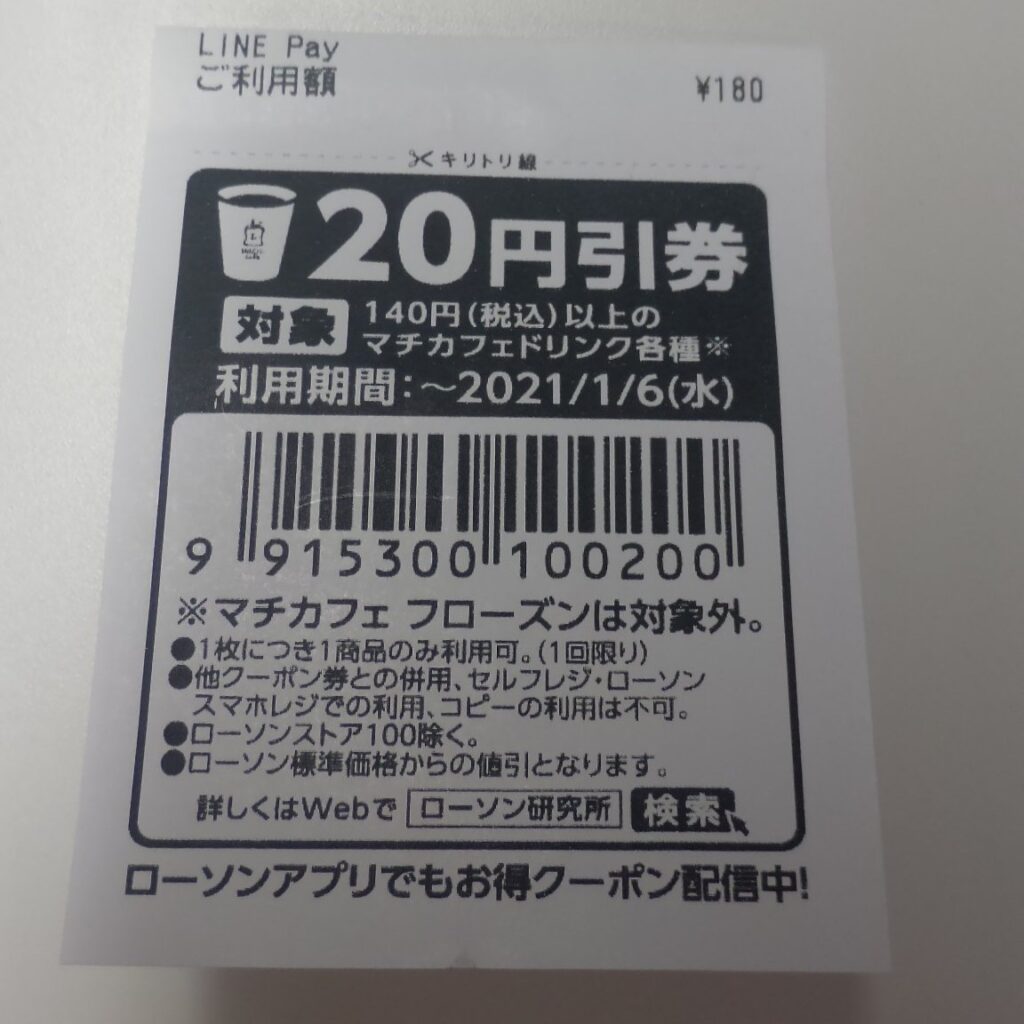 LINE Pay
ご利用額 ¥180
キリトリ線
20円引券
対象 140円(税込)以上の
マチカフェドリンク各種※
利用期間:~2021/1/6(水)
9 915300 100200
※マチカフェ フローズンは対象外。
●1枚につき1商品のみ利用可。(1回限り)
●他クーポン券との併用、セルフレジ・ローソン
スマホレジでの利用、コピーの利用は不可。
●ローソンストア100除く。
●ローソン標準価格からの値引となります。
詳しくはWebで ローソン研究所 検索
ローソンアプリでもお得クーポン配信中!